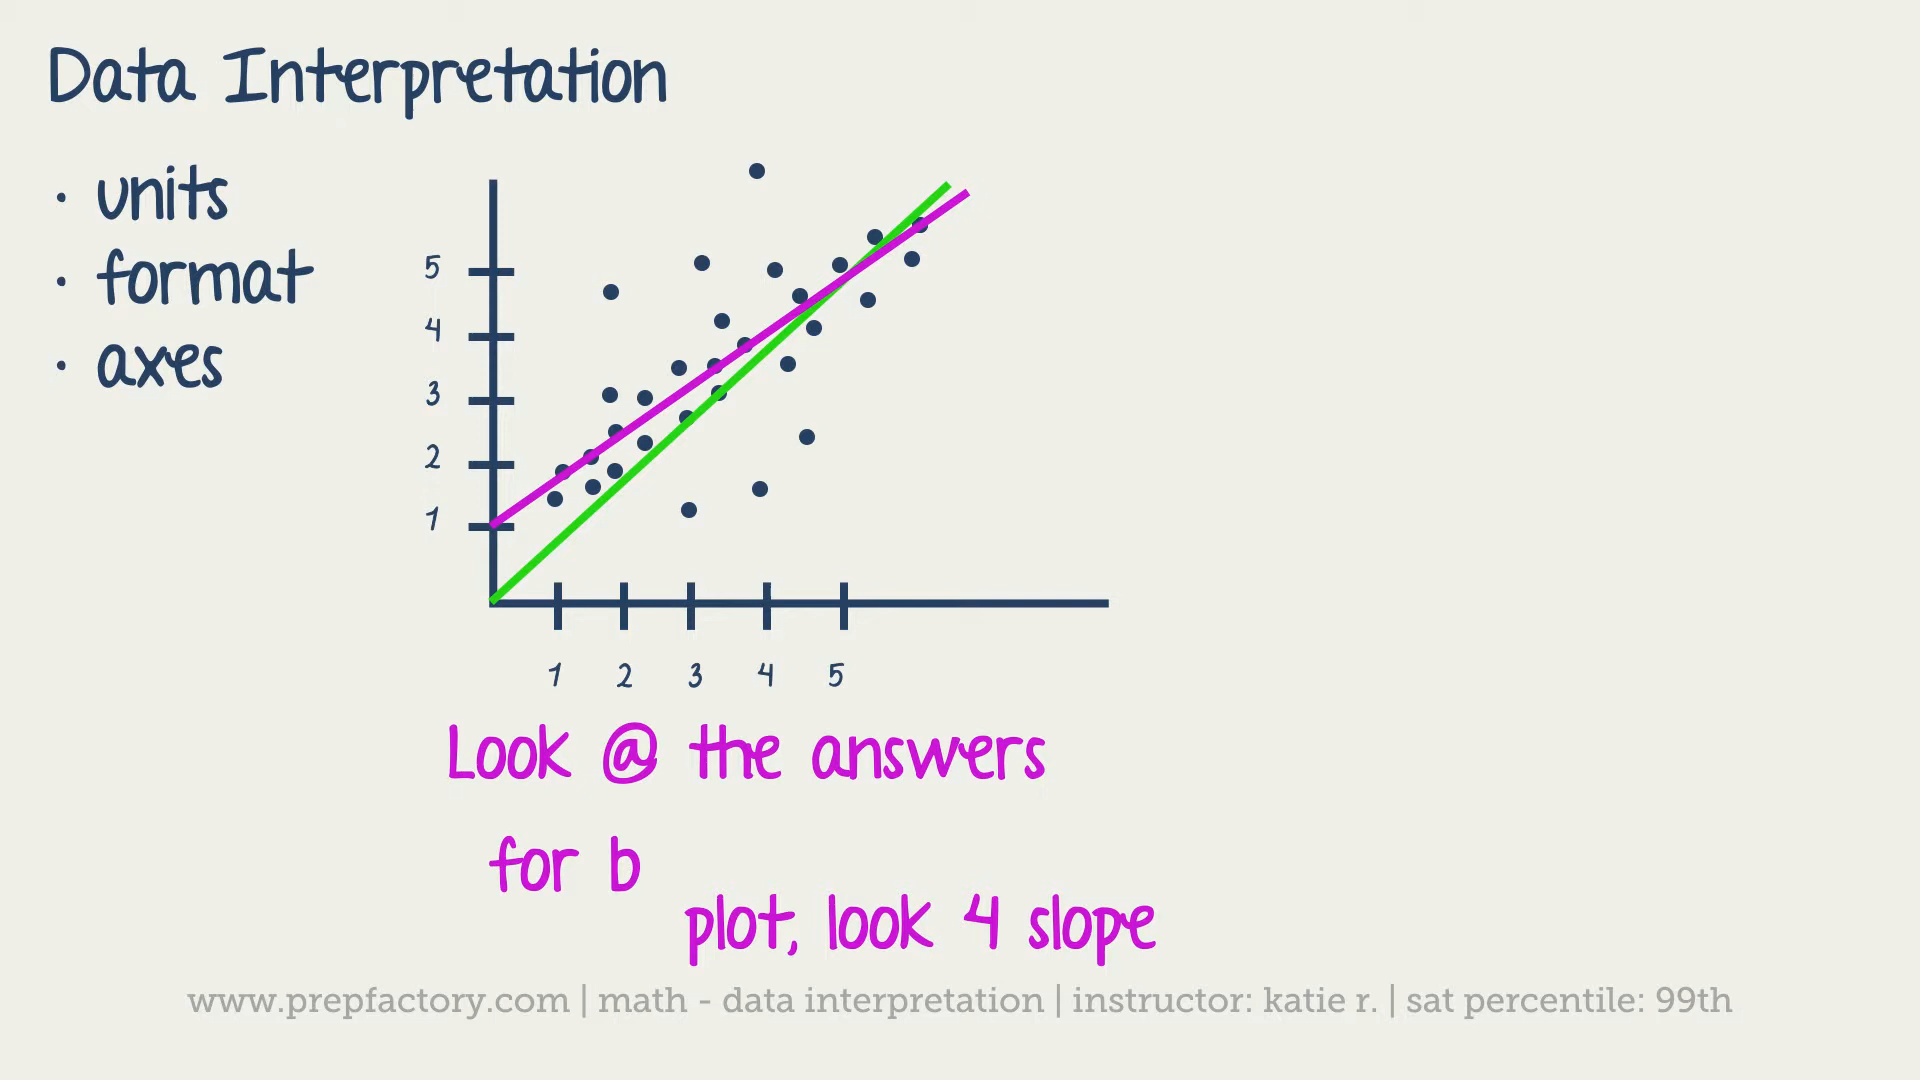 Data Interpretation
· units
· format
· axes
5
4
3
2
1
1 2 3 4 5
Look @ the answers
for b
plot, look 4 slope
www.prepfactory.com | math - data interpretation | instructor: katie r. | sat percentile: 99th